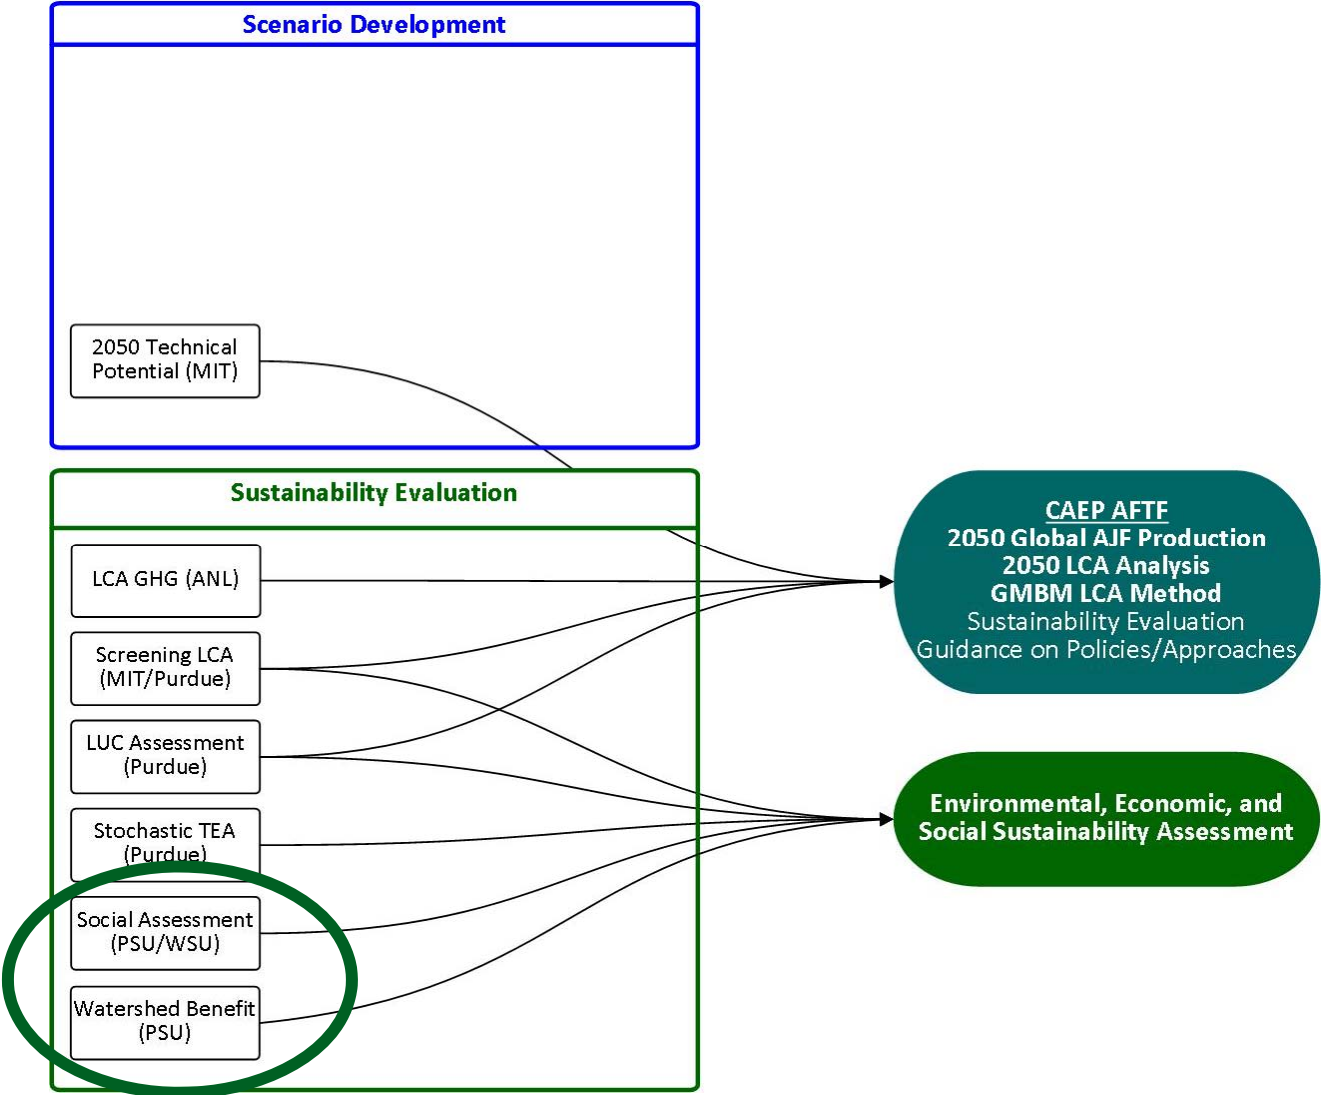 Scenario Development
2050 Technical
Potential (MIT)
Sustainability Evaluation
LCA GHG (ANL)
Screening LCA
(MIT/Purdue)
LUC Assessment
(Purdue)
Stochastic TEA
(Purdue)
Social Assessment
(PSU/WSU)
Watershed Benefit
(PSU)
CAEP AFTF
2050 Global AJF Production
2050 LCA Analysis
GMBM LCA Method
Sustainability Evaluation
Guidance on Policies/Approaches
Environmental, Economic, and
Social Sustainability Assessment